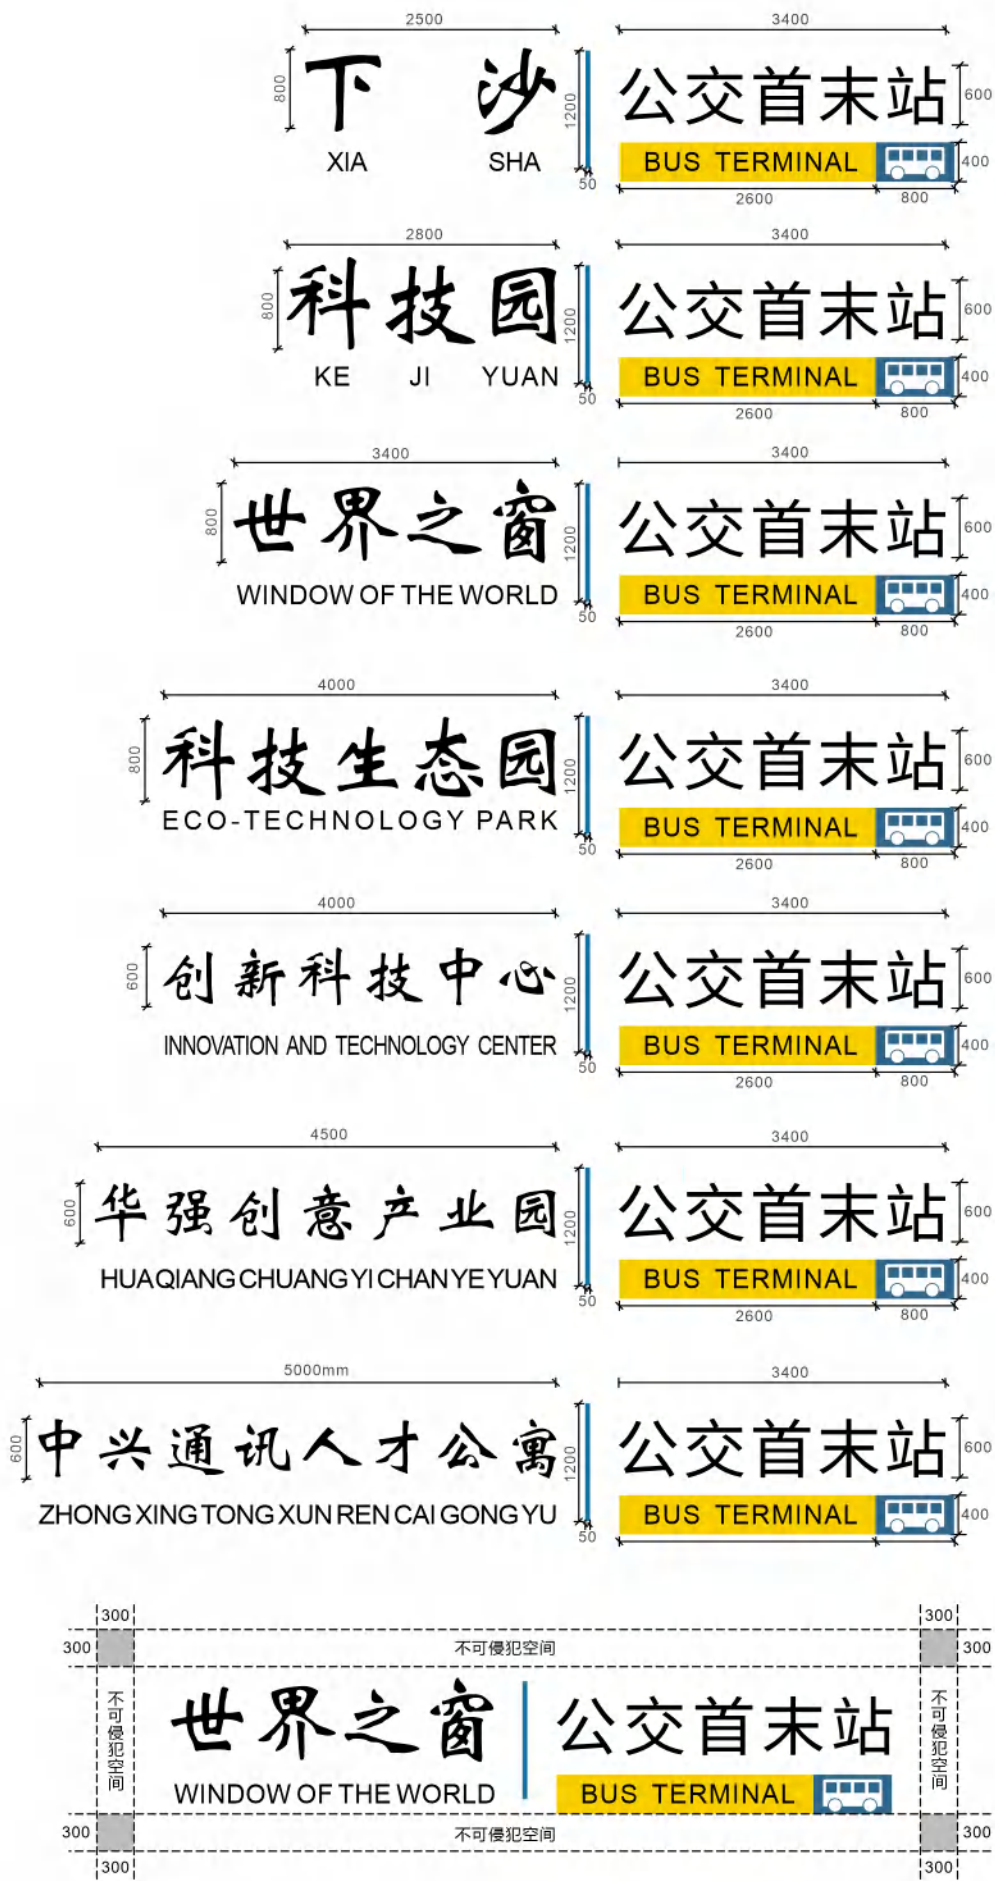 2500 3400
800 下 沙 1200 公交首末站 600
XIA SHA BUS TERMINAL 400
50 2600 800
2800 3400
800 科技园 1200 公交首末站 600
KE JI YUAN BUS TERMINAL 400
50 2600 800
3400 3400
800 世界之窗 1200 公交首末站 600
WINDOW OF THE WORLD BUS TERMINAL 400
50 2600 800
4000 3400
800 科技生态园 1200 公交首末站 600
ECO-TECHNOLOGY PARK BUS TERMINAL 400
50 2600 800
4000 3400
600 创新科技中心 1200 公交首末站 600
INNOVATION AND TECHNOLOGY CENTER BUS TERMINAL 400
50 2600 800
4500 3400
600 华强创意产业园 1200 公交首末站 600
HUAQIANG CHUANGYI CHANYE YUAN BUS TERMINAL 400
50 2600 800
5000mm 3400
600 中兴通讯人才公寓 1200 公交首末站 600
ZHONG XING TONG XUN REN CAI GONG YU BUS TERMINAL 400
50
300 300
300 不可侵犯空间 300
不可侵犯空间 世界之窗 公交首末站 不可侵犯空间
WINDOW OF THE WORLD BUS TERMINAL
300 不可侵犯空间 300
300 300